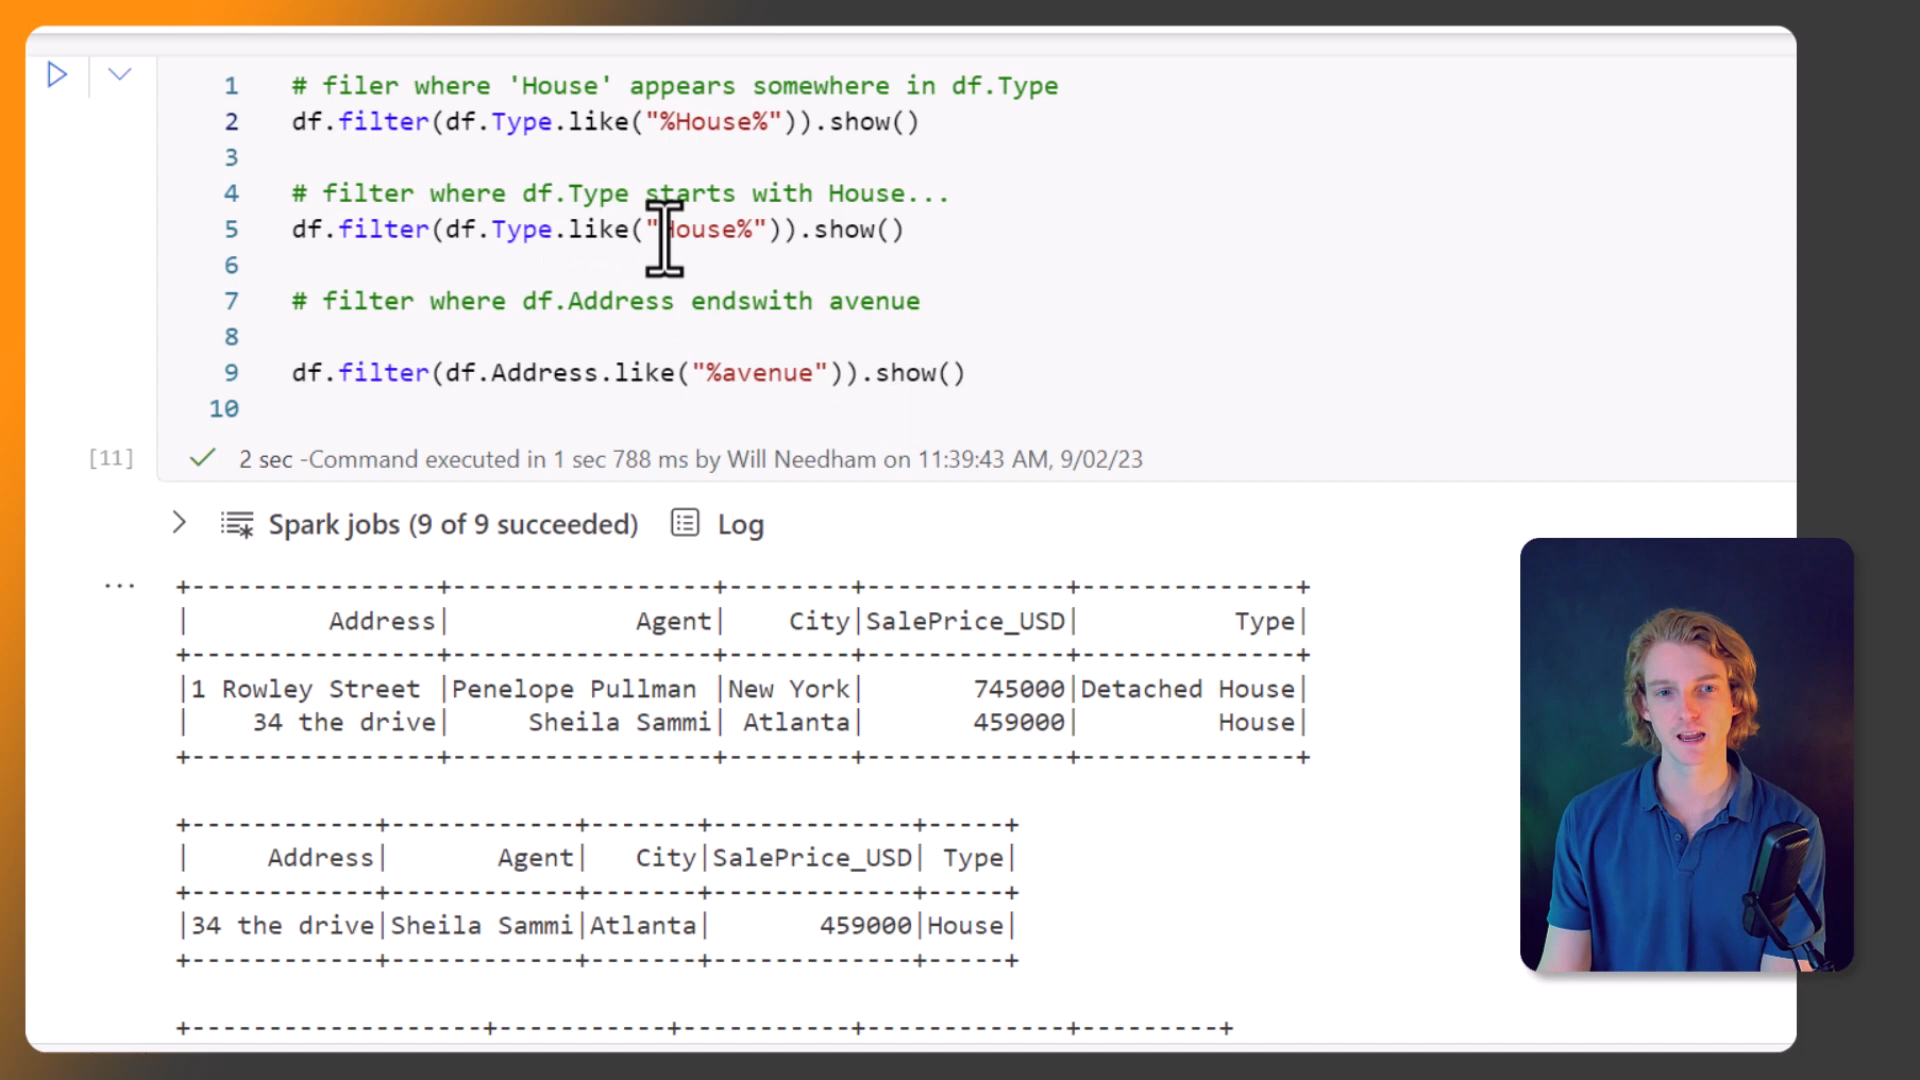 1 # filer where 'House' appears somewhere in df.Type
2 df.filter(df.Type.like("%House%")).show()
3
4 # filter where df.Type starts with House...
5 df.filter(df.Type.like("House%")).show()
6
7 # filter where df.Address endswith avenue
8
9 df.filter(df.Address.like("%avenue")).show()
10
[11] 2 sec -Command executed in 1 sec 788 ms by Will Needham on 11:39:43 AM, 9/02/23
Spark jobs (9 of 9 succeeded) Log
... +-----------------+-----------------+--------+-------------+--------------+
| Address| Agent| City|SalePrice_USD| Type|
+-----------------+-----------------+--------+-------------+--------------+
|1 Rowley Street |Penelope Pullman |New York| 745000|Detached House|
| 34 the drive| Sheila Sammi| Atlanta| 459000| House|
+-----------------+-----------------+--------+-------------+--------------+
+------------+------------+-------+-------------+-----+
| Address| Agent| City|SalePrice_USD| Type|
+------------+------------+-------+-------------+-----+
|34 the drive|Sheila Sammi|Atlanta| 459000|House|
+------------+------------+-------+-------------+-----+
+-------------------+-----------+-----------+-------------+---------+